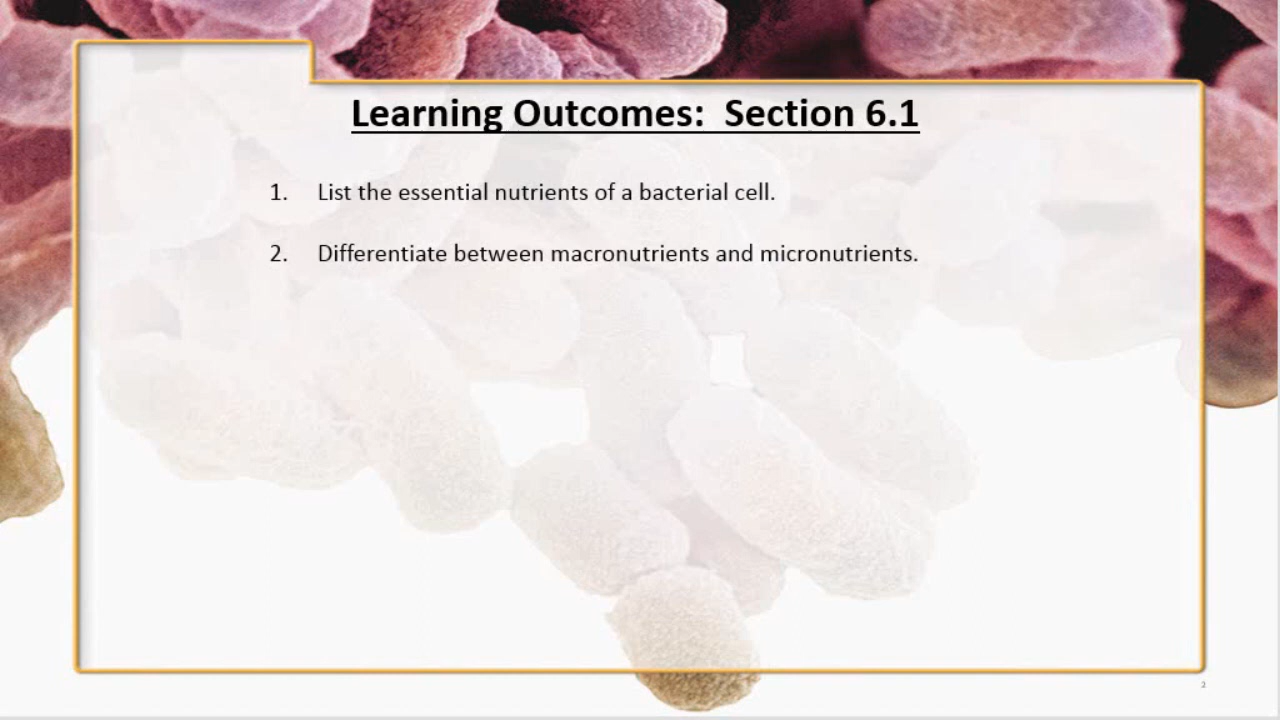 Learning Outcomes: Section 6.1
1. List the essential nutrients of a bacterial cell.
2. Differentiate between macronutrients and micronutrients.